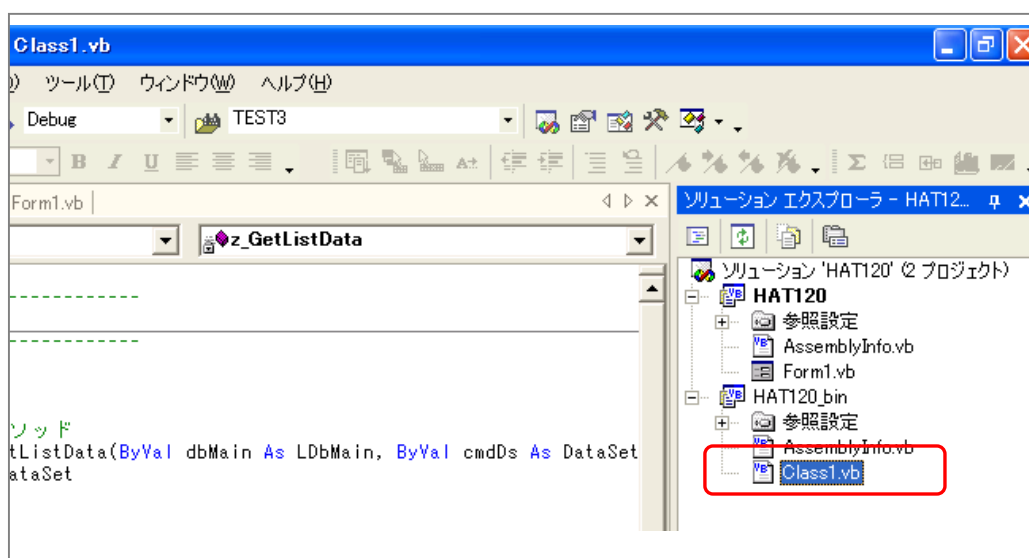 Class1.vb
) ツール(T) ウィンドウ(W) ヘルプ(H)
Debug TEST3
B I U
Form1.vb
ソリューション エクスプローラ - HAT12...
z_GetListData
ソリューション 'HAT120' (2 プロジェクト)
------------
HAT120
参照設定
------------
AssemblyInfo.vb
Form1.vb
HAT120_bin
参照設定
ソッド
tListData(ByVal dbMain As LDbMain, ByVal cmdDs As DataSet
AssemblyInfo.vb
ataSet
Class1.vb